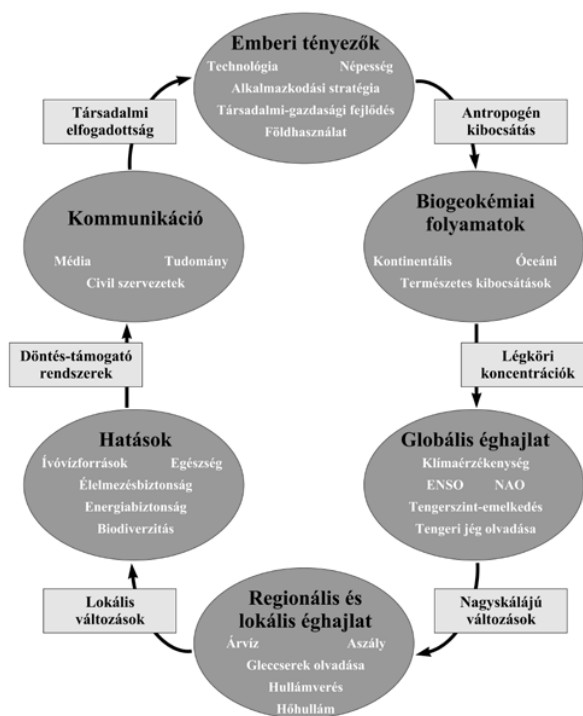 Emberi tényezők
Technológia Népesség
Alkalmazkodási stratégia
Társadalmi-gazdasági fejlődés
Földhasználat
Antropogén
kibocsátás
Biogeokémiai
folyamatok
Kontinentális Óceáni
Természetes kibocsátások
Légköri
koncentrációk
Globális éghajlat
Klímaérzékenység
ENSO NAO
Tengerszint-emelkedés
Tengeri jég olvadása
Nagyskálájú
változások
Regionális és
lokális éghajlat
Árvíz Aszály
Gleccserek olvadása
Hullámverés
Hőhullám
Lokális
változások
Hatások
Ívóvízforrások Egészség
Élelmezésbiztonság
Energiabiztonság
Biodiverzitás
Döntés-támogató
rendszerek
Kommunikáció
Média Tudomány
Civil szervezetek
Társadalmi
elfogadottság